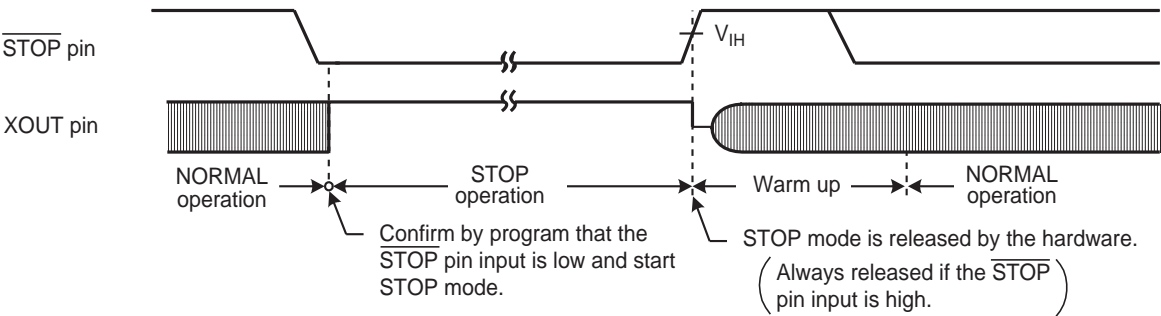 STOP pin
V_IH
XOUT pin
NORMAL operation
STOP operation
Warm up
NORMAL operation
Confirm by program that the
STOP pin input is low and start
STOP mode.
STOP mode is released by the hardware.
(Always released if the STOP
pin input is high.)